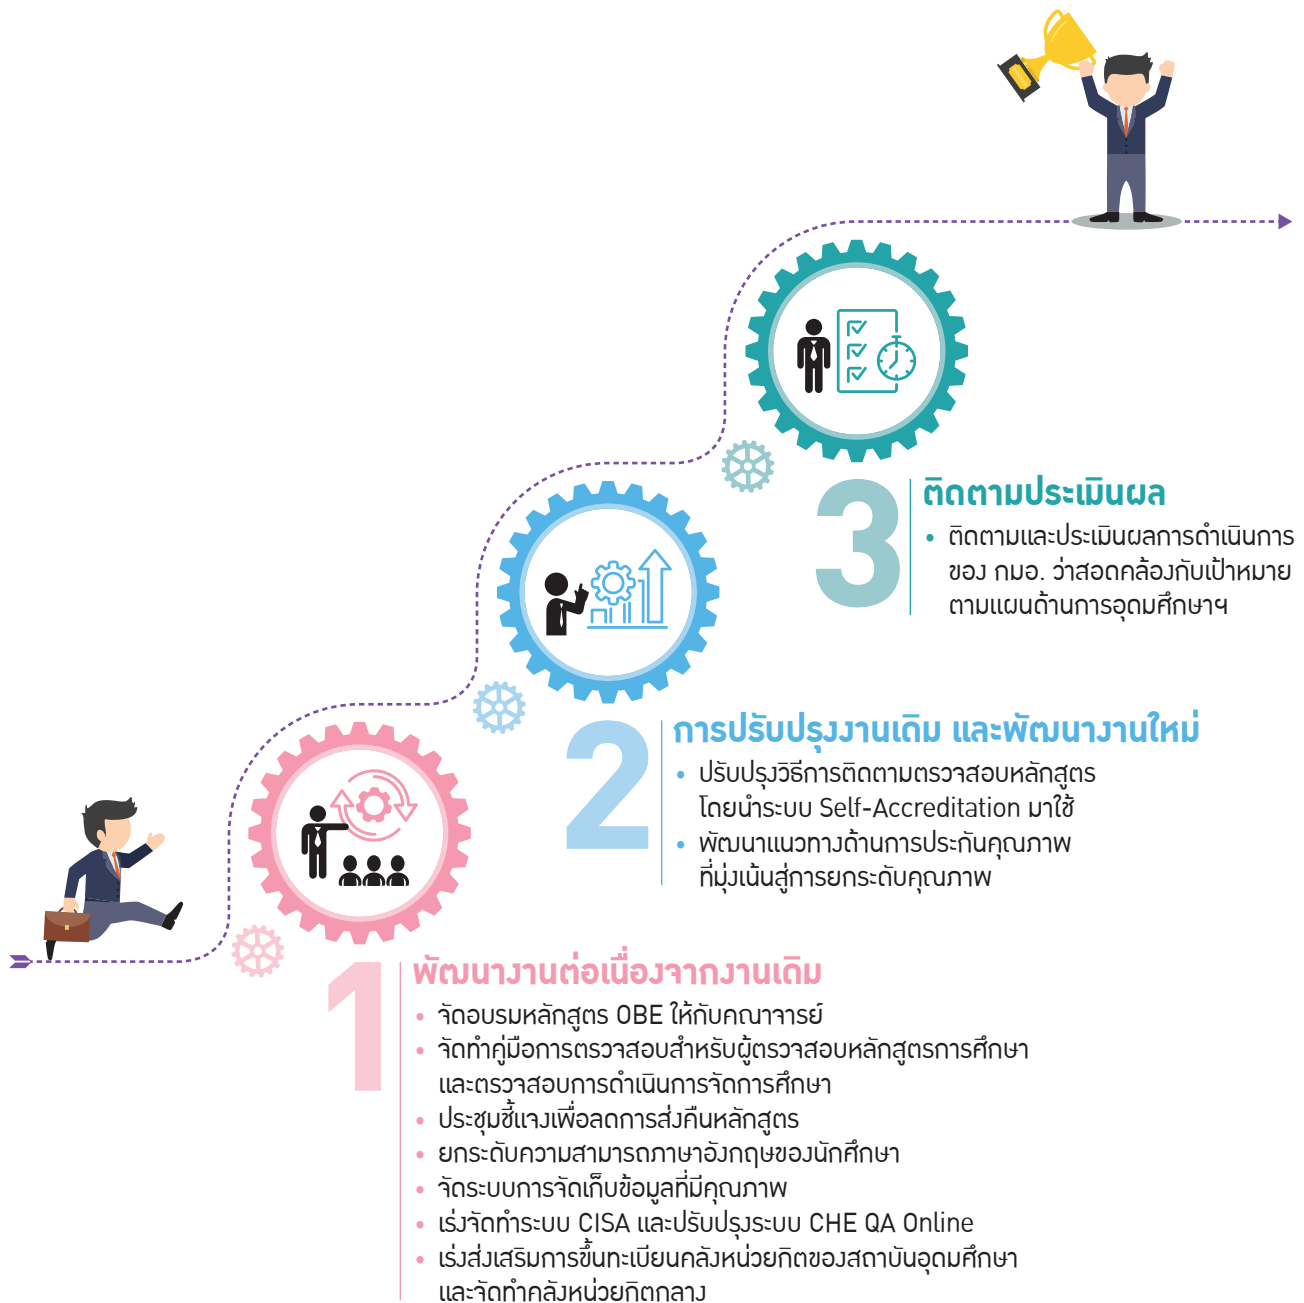 3
ติดตามประเมินผล
• ติดตามและประเมินผลการดำเนินการ
ของ กมอ. ว่าสอดคล้องกับเป้าหมาย
ตามแผนด้านการอุดมศึกษาฯ
2
การปรับปรุงงานเดิม และพัฒนางานใหม่
• ปรับปรุงวิธีการติดตามตรวจสอบหลักสูตร
โดยนำระบบ Self-Accreditation มาใช้
• พัฒนาแนวทางด้านการประกันคุณภาพ
ที่มุ่งเน้นสู่การยกระดับคุณภาพ
1
พัฒนางานต่อเนื่องจากงานเดิม
• จัดอบรมหลักสูตร OBE ให้กับคณาจารย์
• จัดทำคู่มือการตรวจสอบสำหรับผู้ตรวจสอบหลักสูตรการศึกษา
และตรวจสอบการดำเนินการจัดการศึกษา
• ประชุมชี้แจงเพื่อลดการส่งคืนหลักสูตร
• ยกระดับความสามารถภาษาอังกฤษของนักศึกษา
• จัดระบบการจัดเก็บข้อมูลที่มีคุณภาพ
• เร่งจัดทำระบบ CISA และปรับปรุงระบบ CHE QA Online
• เร่งส่งเสริมการขึ้นทะเบียนคลังหน่วยกิตของสถาบันอุดมศึกษา
และจัดทำคลังหน่วยกิตกลาง